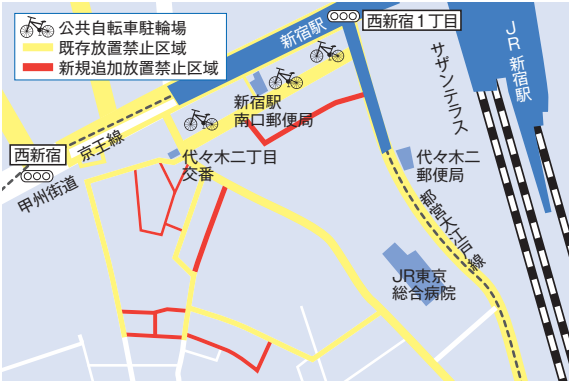 公共自転車駐輪場
既存放置禁止区域
新規追加放置禁止区域
新宿駅
西新宿1丁目
JR新宿駅
サザンテラス
新宿駅
南口郵便局
京王線
西新宿
甲州街道
代々木二丁目
交番
代々木二
郵便局
都営大江戸線
JR東京
総合病院